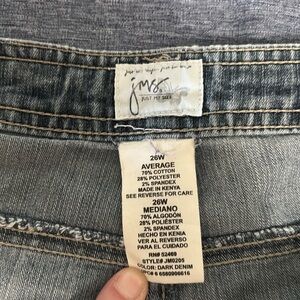 jms.
JUST MY SIZE
26W
AVERAGE
70% COTTON
28% POLYESTER
2% SPANDEX
MADE IN KENYA
SEE REVERSE FOR CARE
26W
MEDIANO
70% ALGODÓN
28% POLIÉSTER
2% SPANDEX
HECHO EN KENIA
VER AL REVERSO
PARA EL CUIDADO
RN# 52469
STYLE# JM0205
COLOR: DARK DENIM
6560906616